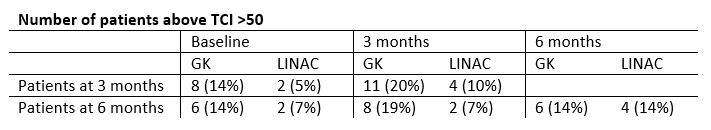 Number of patients above TCI >50
Baseline 3 months 6 months
GK LINAC GK LINAC GK LINAC
Patients at 3 months 8 (14%) 2 (5%) 11 (20%) 4 (10%)
Patients at 6 months 6 (14%) 2 (7%) 8 (19%) 2 (7%) 6 (14%) 4 (14%)